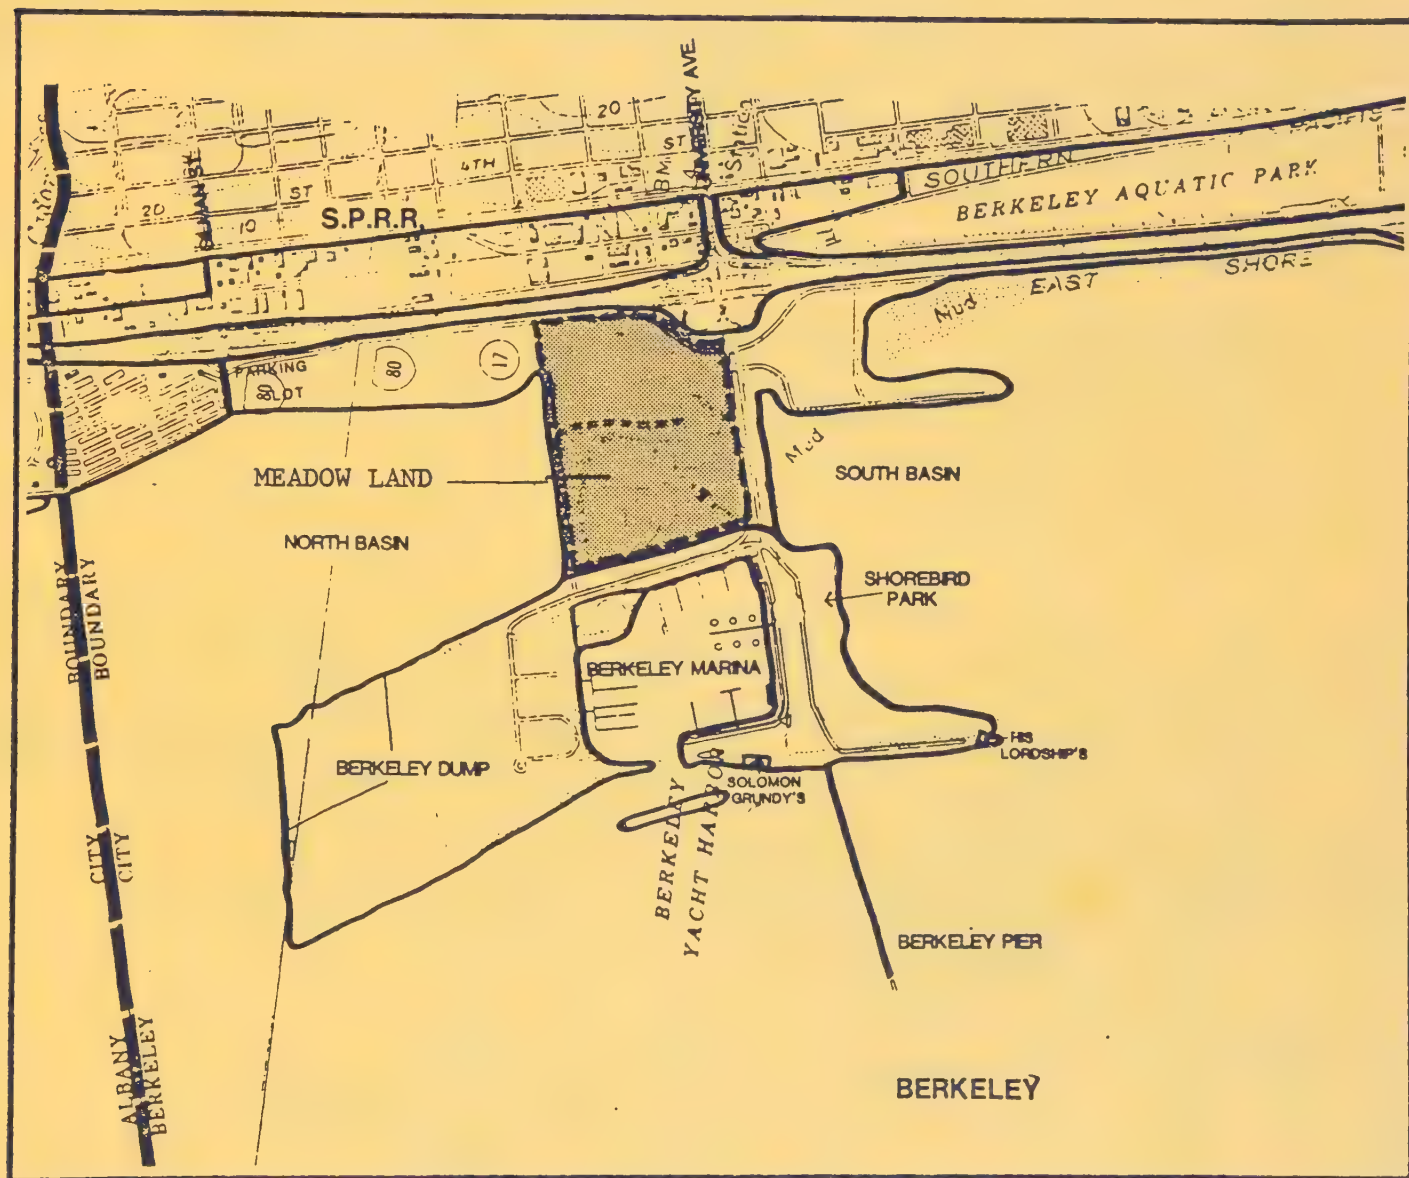 UNIVERSITY AVE.
20
ST
4TH
BM
ST
10
20
S.P.R.R.
SOUTHERN
PACIFIC
BERKELEY AQUATIC PARK
EAST
SHORE
Mud
PARKING
LOT
80
80
17
Mud
MEADOW LAND
SOUTH BASIN
NORTH BASIN
SHOREBIRD
PARK
BERKELEY MARINA
HIS
LORDSHIP'S
BERKELEY DUMP
SOLOMON
GRUNDY'S
BERKELEY
YACHT HARBOR
BERKELEY PIER
BOUNDARY
BOUNDARY
CITY
CITY
ALBANY
BERKELEY
BERKELEY